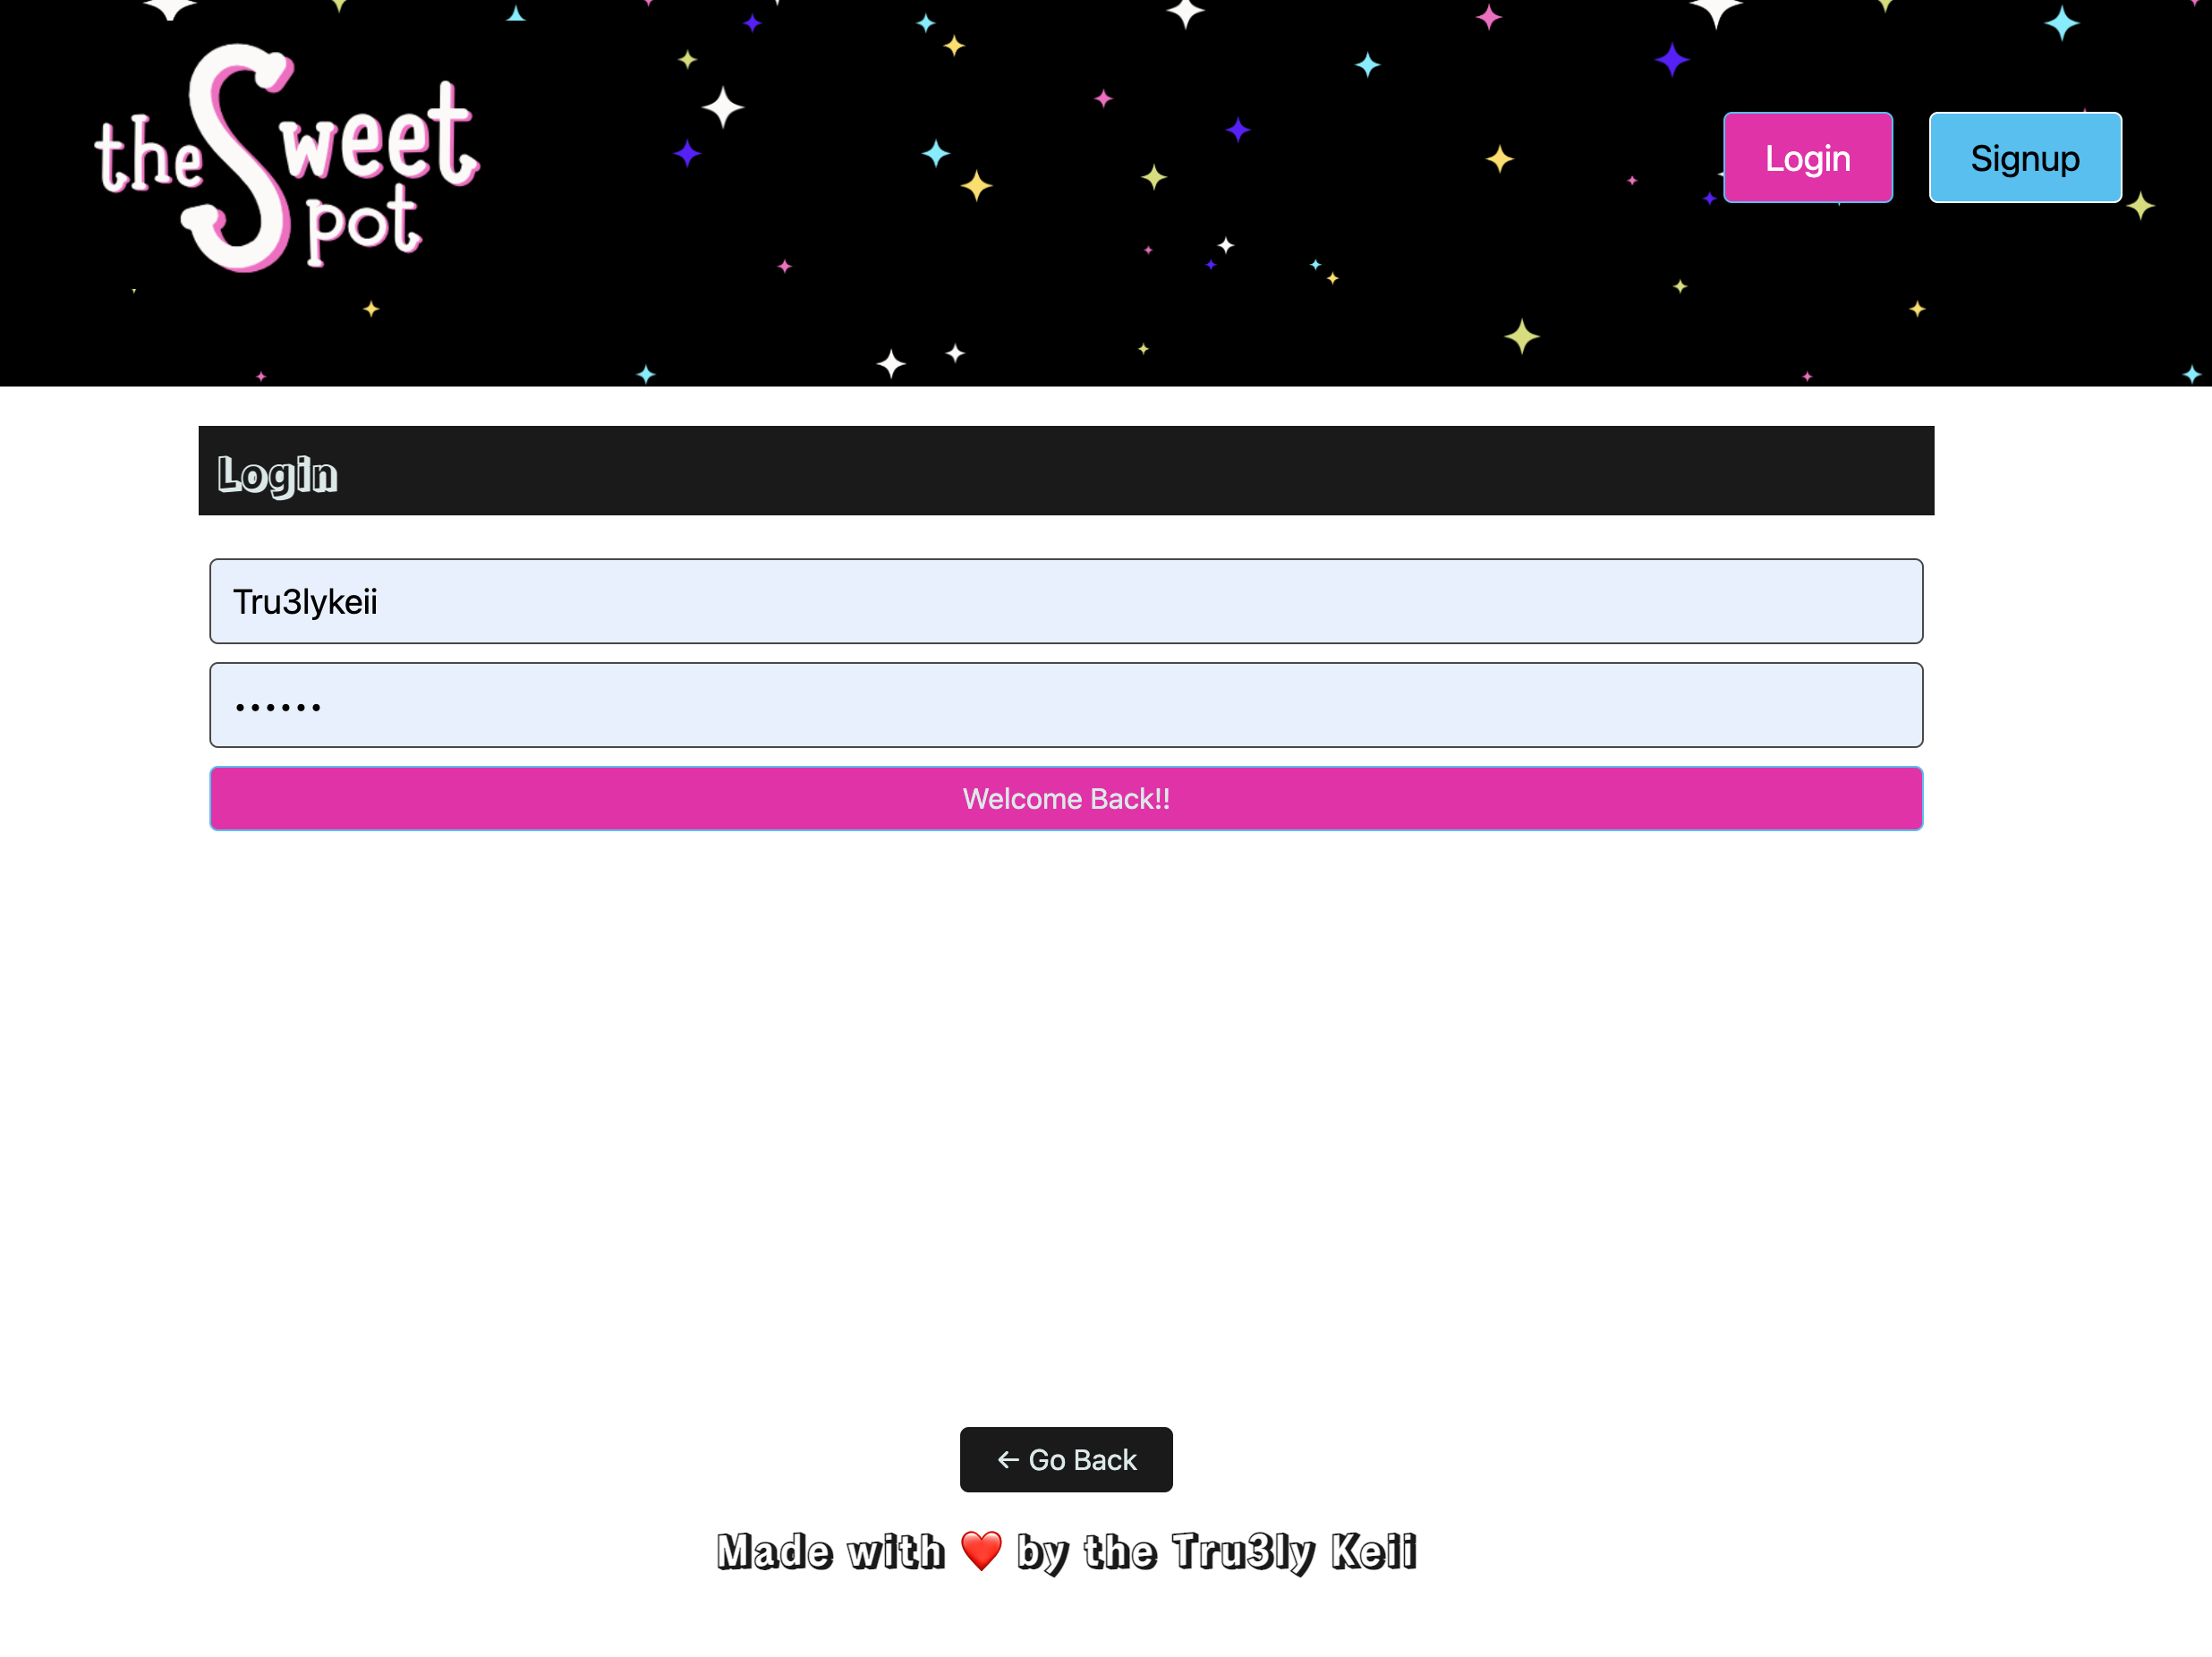 the Sweet Spot
Login
Signup
Login
Tru3lykeii
••••••
Welcome Back!!
← Go Back
Made with ❤️ by the Tru3ly Keii